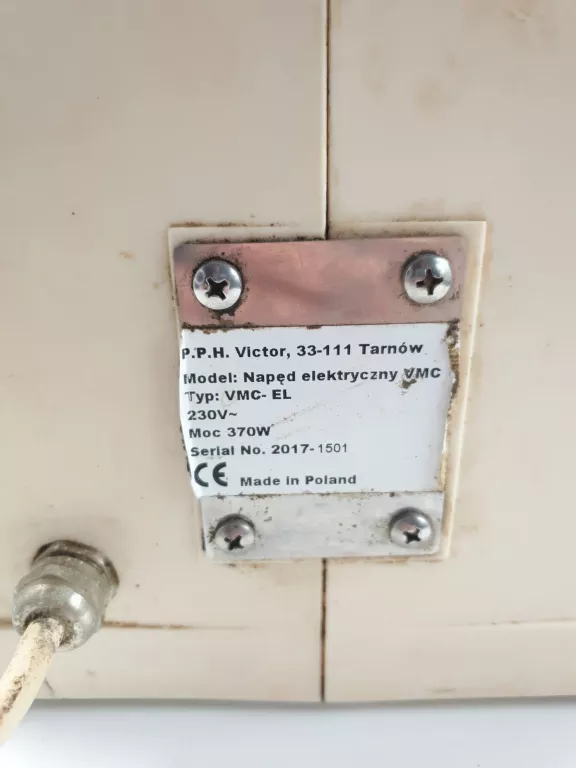 P.P.H. Victor, 33-111 Tarnów
Model: Napęd elektryczny VMC
Typ: VMC- EL
230V~
Moc 370W
Serial No. 2017-1501
CE Made in Poland